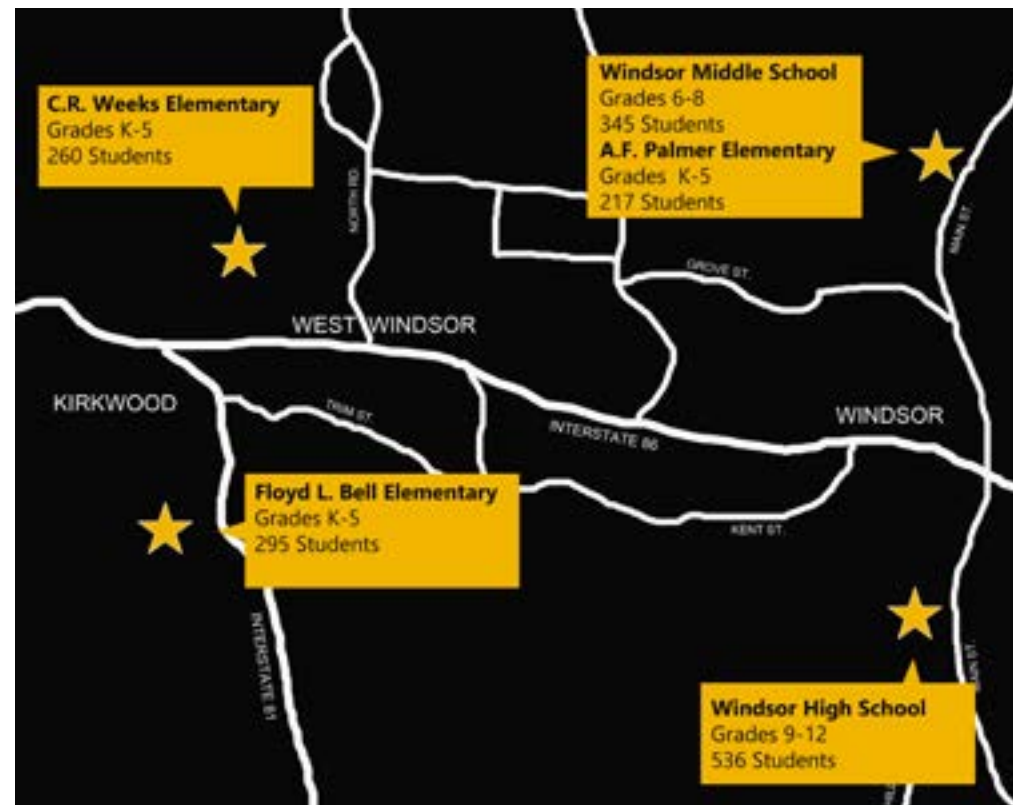 C.R. Weeks Elementary
Grades K-5
260 Students
Windsor Middle School
Grades 6-8
345 Students
A.F. Palmer Elementary
Grades K-5
217 Students
NORTH RD.
MAIN ST.
GROVE ST.
WEST WINDSOR
KIRKWOOD
TRIM ST.
INTERSTATE 86
WINDSOR
Floyd L. Bell Elementary
Grades K-5
295 Students
KENT ST.
INTERSTATE 81
Windsor High School
Grades 9-12
536 Students